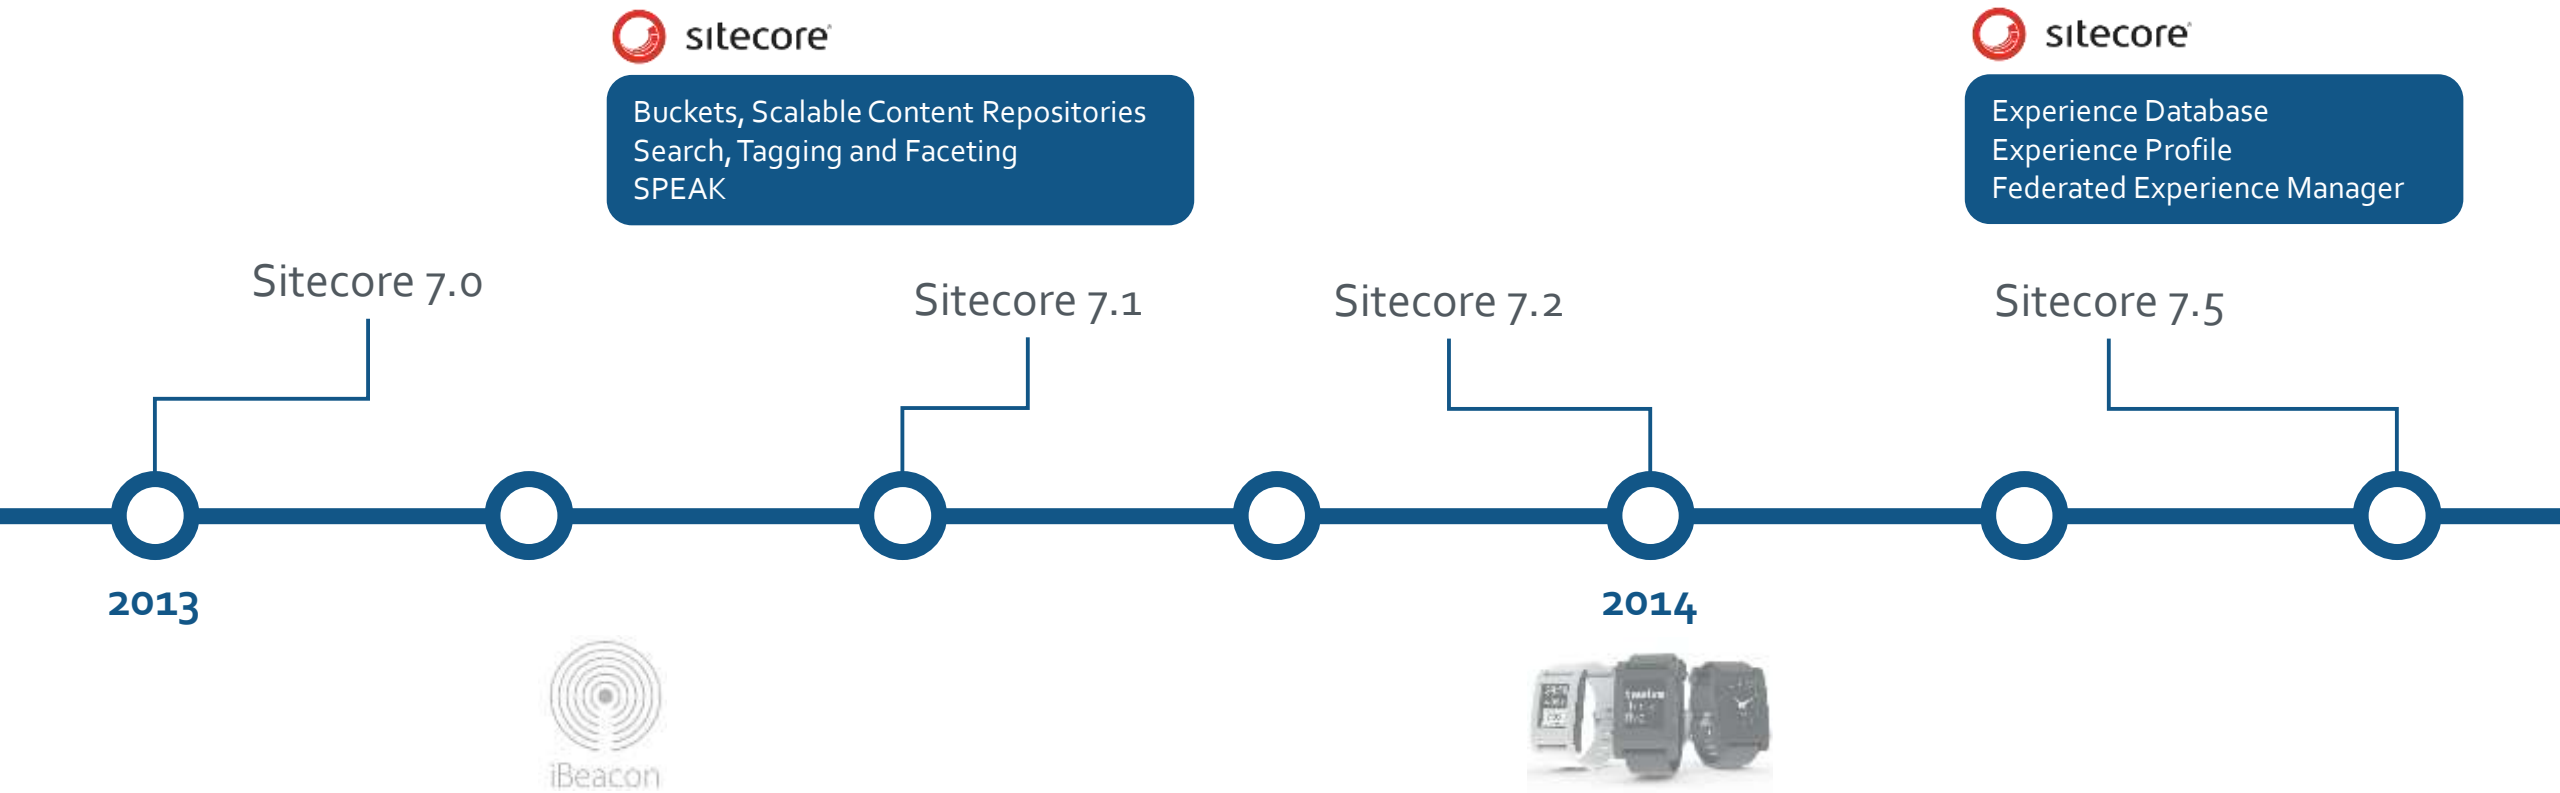 sitecore
Buckets, Scalable Content Repositories
Search, Tagging and Faceting
SPEAK
sitecore
Experience Database
Experience Profile
Federated Experience Manager
Sitecore 7.0
Sitecore 7.1
Sitecore 7.2
Sitecore 7.5
2013
2014
iBeacon